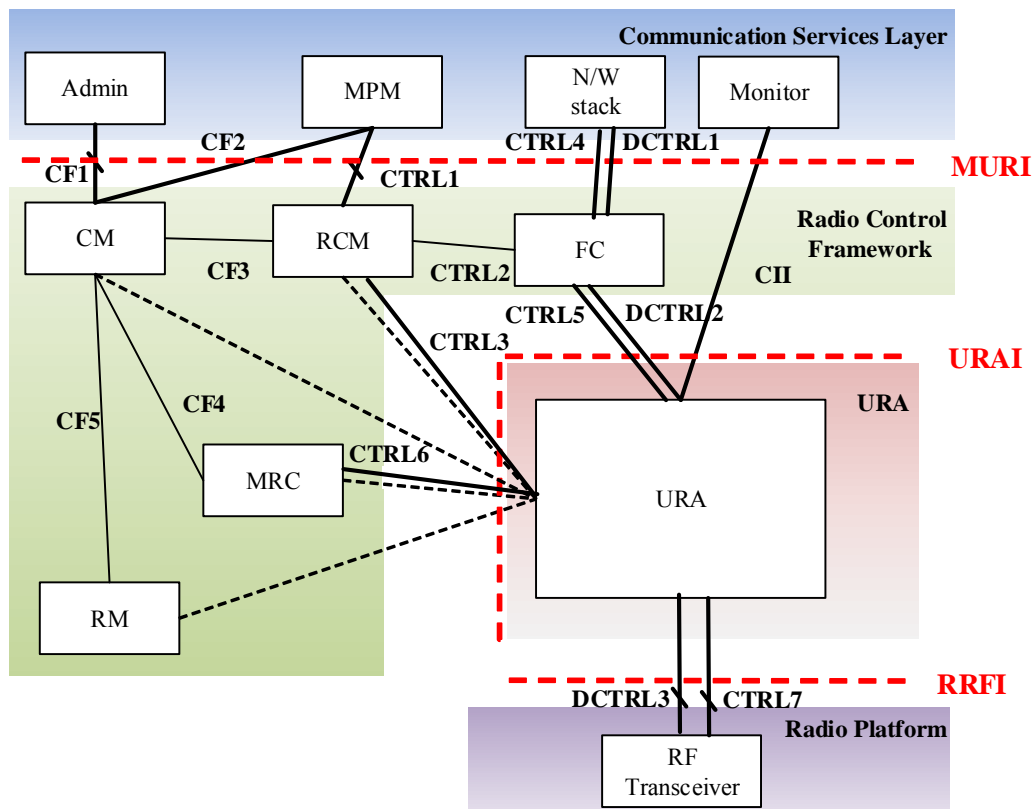 Communication Services Layer
Admin
MPM
N/W
stack
Monitor
CF2
CTRL4
DCTRL1
CF1
CTRL1
MURI
CM
RCM
FC
Radio Control
Framework
CF3
CTRL2
CII
CTRL5
DCTRL2
CTRL3
URAI
URA
CF5
CF4
CTRL6
MRC
URA
RM
RRFI
DCTRL3
CTRL7
Radio Platform
RF
Transceiver